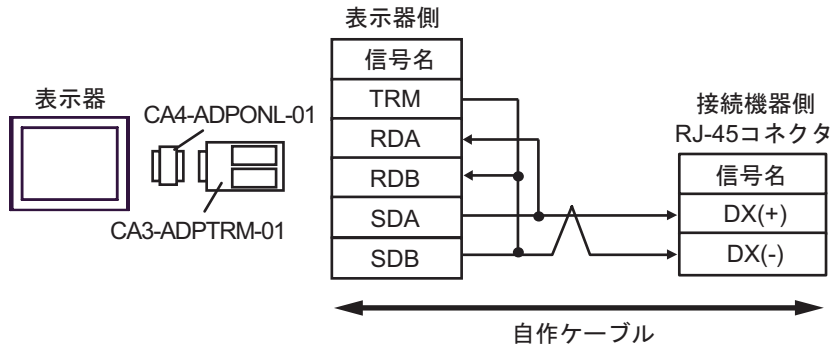 表示器側
信号名
TRM
RDA
RDB
SDA
SDB
表示器
CA4-ADPONL-01
CA3-ADPTRM-01
接続機器側
RJ-45コネクタ
信号名
DX(+)
DX(-)
自作ケーブル